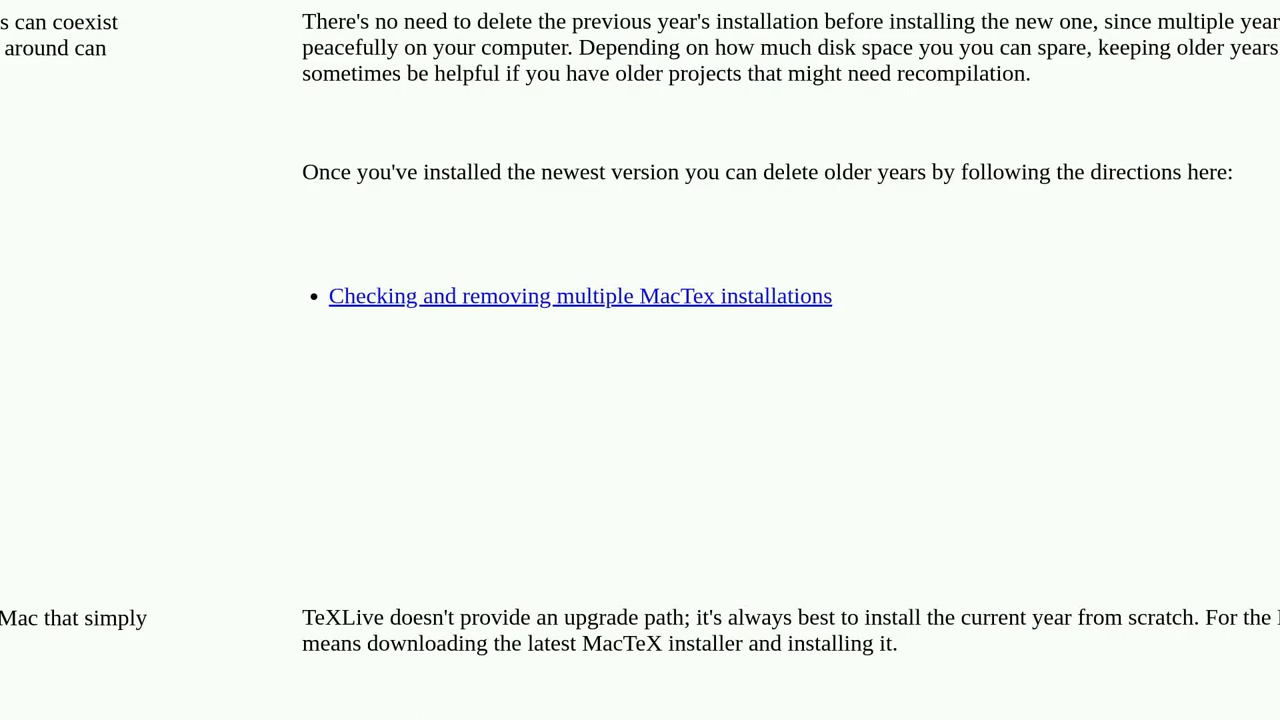 s can coexist
around can
There's no need to delete the previous year's installation before installing the new one, since multiple year
peacefully on your computer. Depending on how much disk space you you can spare, keeping older years
sometimes be helpful if you have older projects that might need recompilation.
Once you've installed the newest version you can delete older years by following the directions here:
• Checking and removing multiple MacTex installations
Mac that simply
TeXLive doesn't provide an upgrade path; it's always best to install the current year from scratch. For the
means downloading the latest MacTeX installer and installing it.